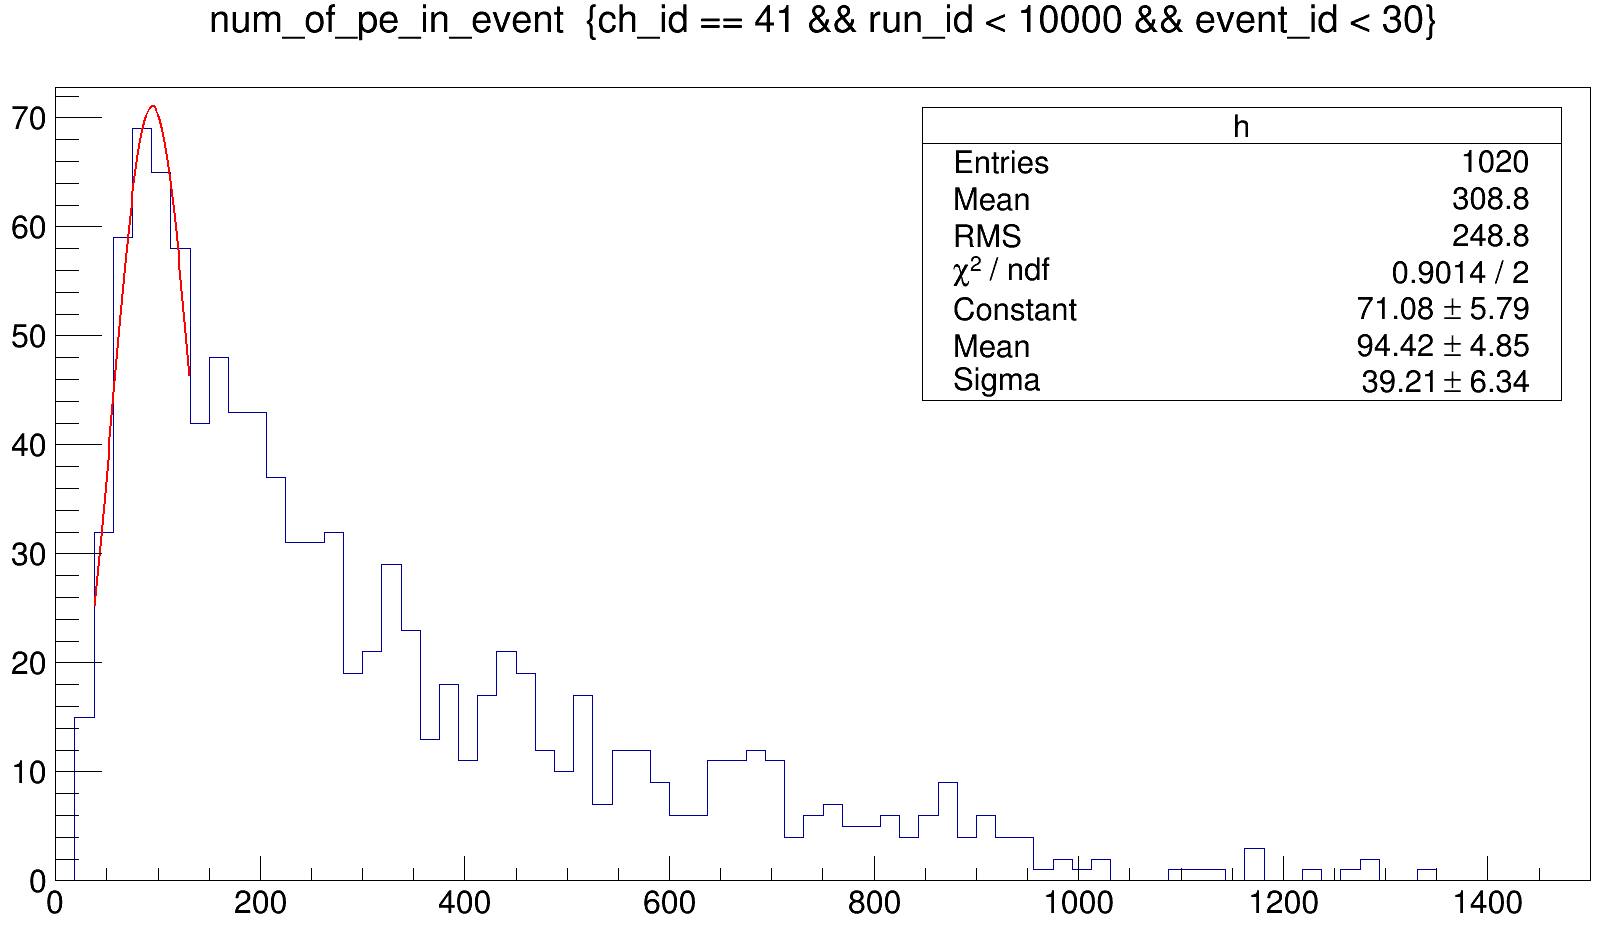 num_of_pe_in_event {ch_id == 41 && run_id < 10000 && event_id < 30}
h
Entries 1020
Mean 308.8
RMS 248.8
χ² / ndf 0.9014 / 2
Constant 71.08 ± 5.79
Mean 94.42 ± 4.85
Sigma 39.21 ± 6.34
70
60
50
40
30
20
10
0
0 200 400 600 800 1000 1200 1400